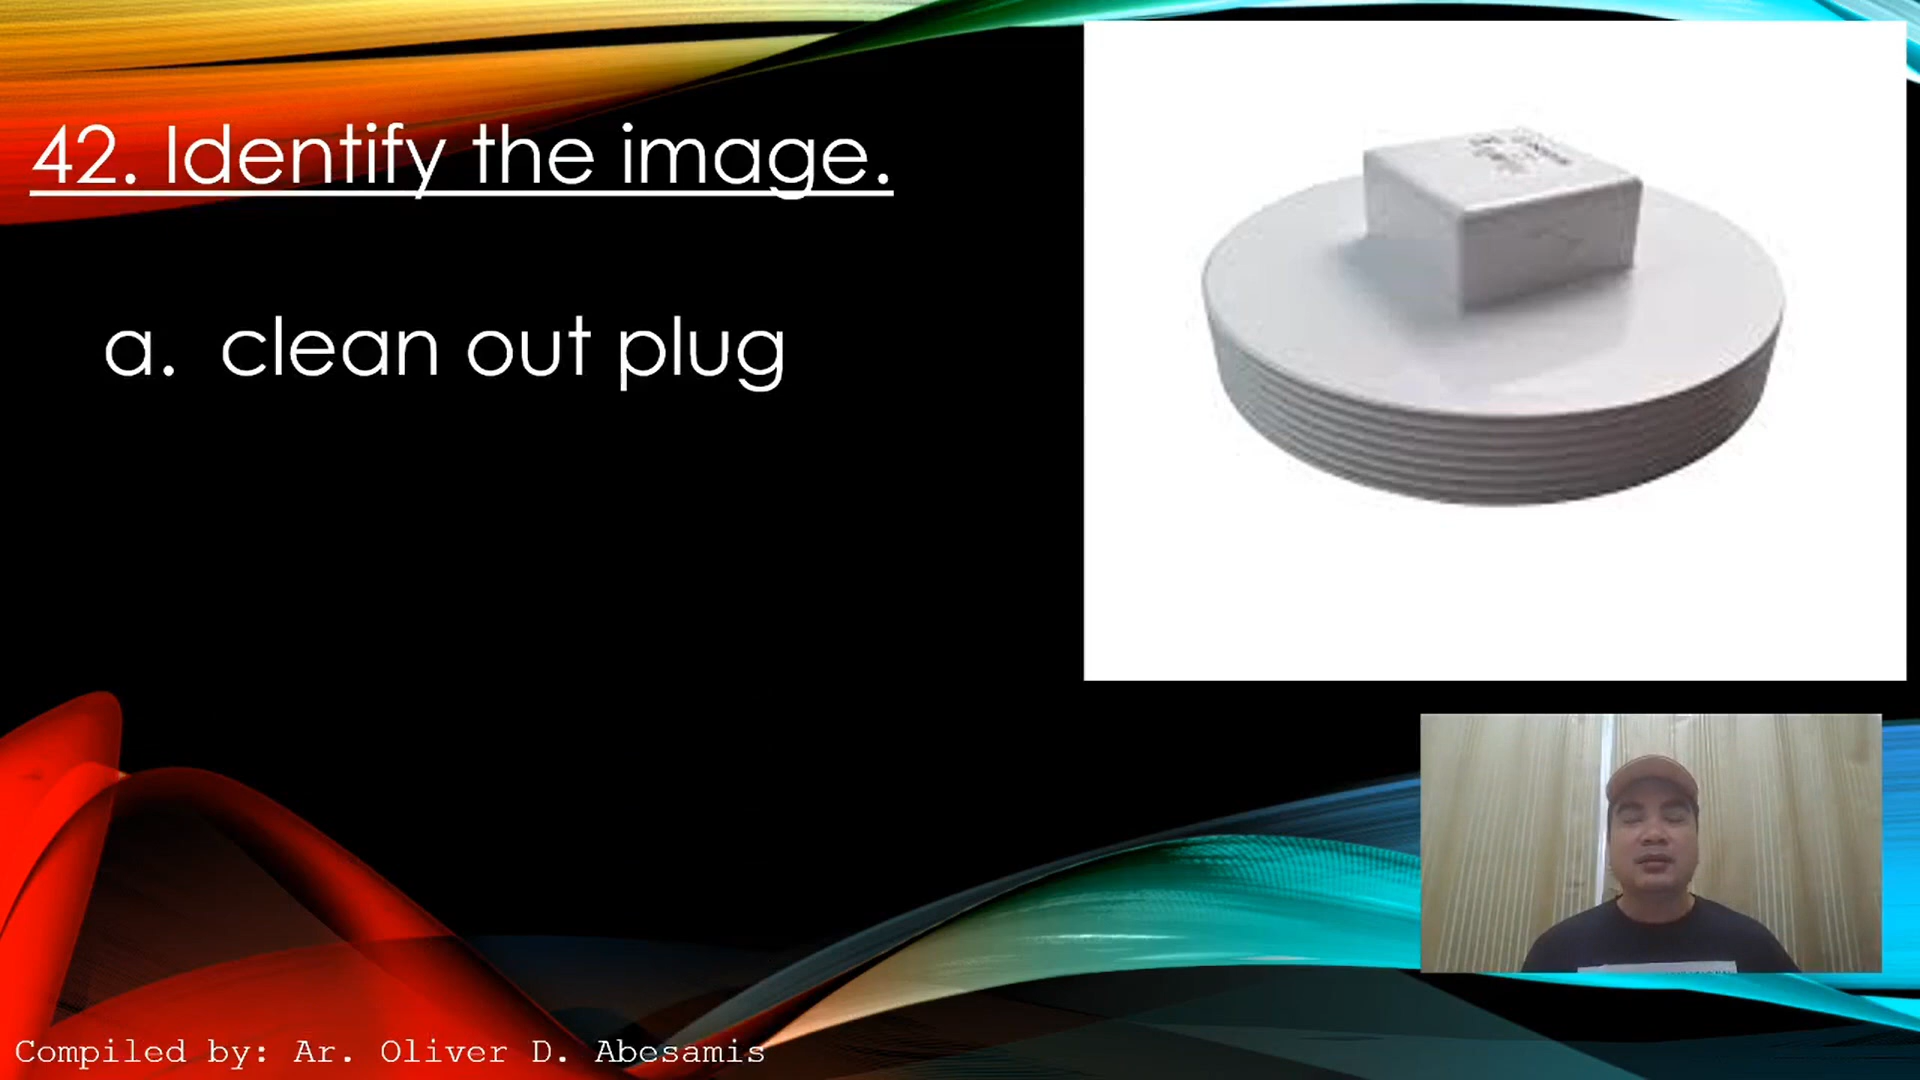 42. Identify the image.
a. clean out plug
Compiled by: Ar. Oliver D. Abesamis